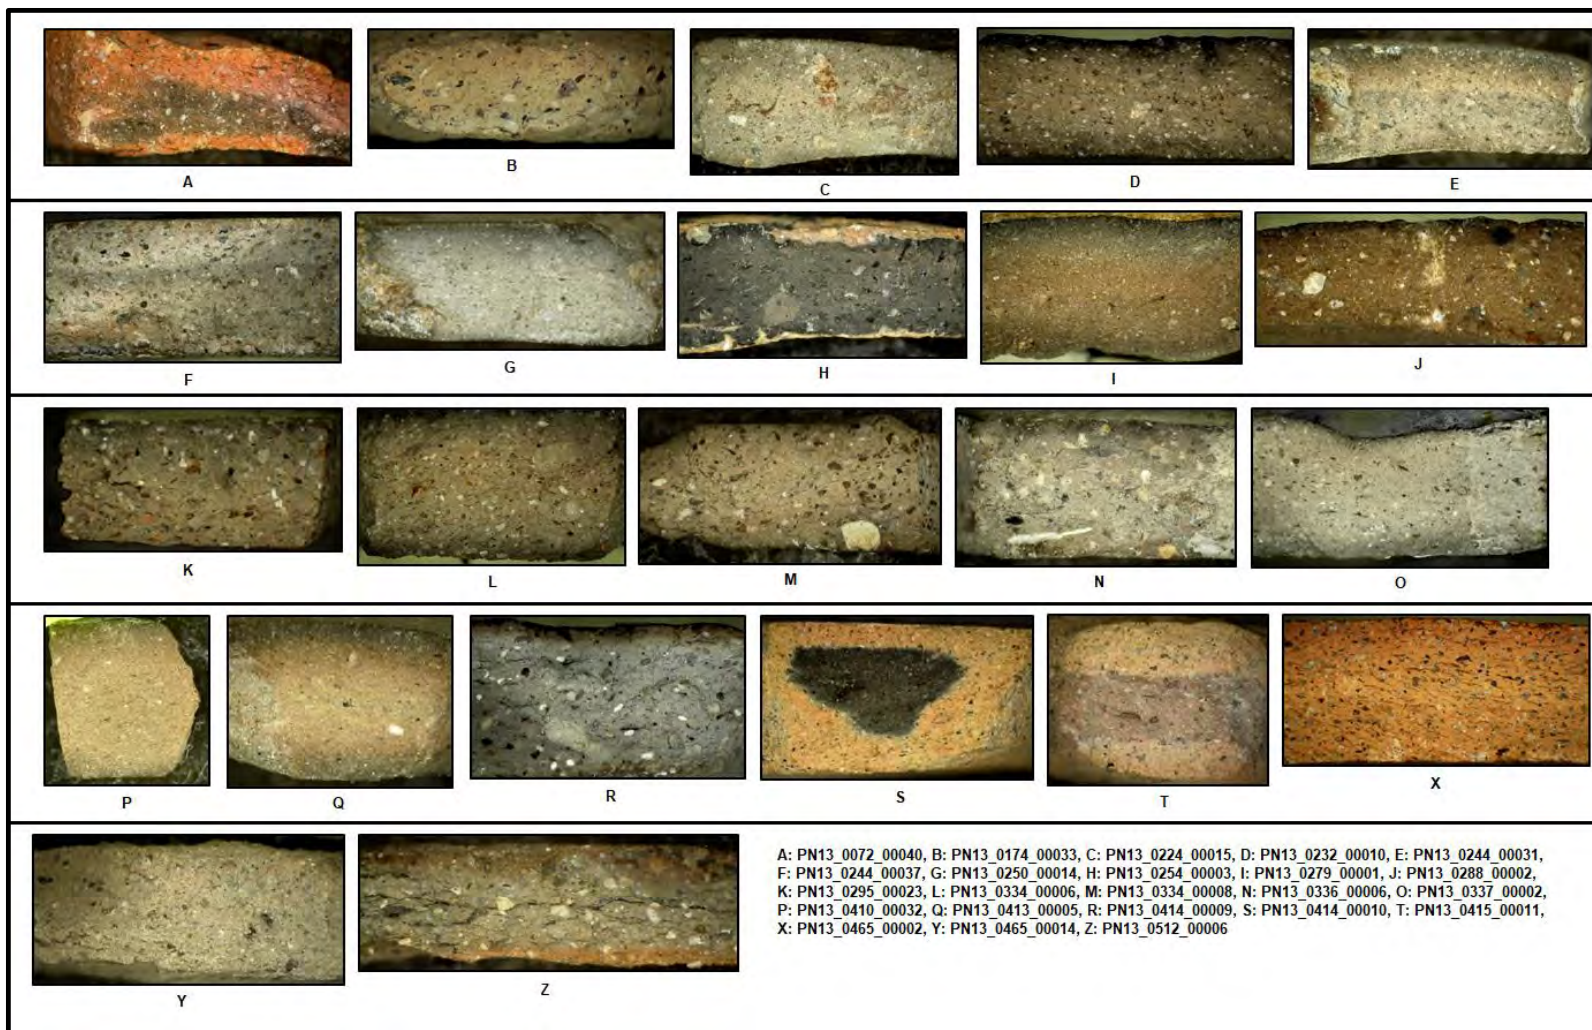 A
B
C
D
E
F
G
H
I
J
K
L
M
N
O
P
Q
R
S
T
X
Y
Z
A: PN13_0072_00040, B: PN13_0174_00033, C: PN13_0224_00015, D: PN13_0232_00010, E: PN13_0244_00031,
F: PN13_0244_00037, G: PN13_0250_00014, H: PN13_0254_00003, I: PN13_0279_00001, J: PN13_0288_00002,
K: PN13_0295_00023, L: PN13_0334_00006, M: PN13_0334_00008, N: PN13_0336_00006, O: PN13_0337_00002,
P: PN13_0410_00032, Q: PN13_0413_00005, R: PN13_0414_00009, S: PN13_0414_00010, T: PN13_0415_00011,
X: PN13_0465_00002, Y: PN13_0465_00014, Z: PN13_0512_00006